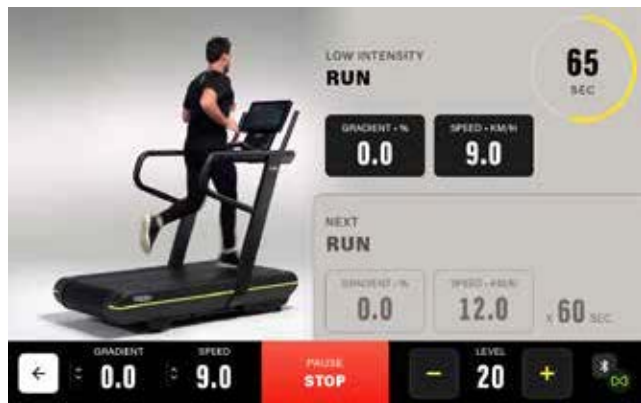 LOW INTENSITY
RUN
65
SEC
GRADIENT • %
0.0
SPEED • KM/H
9.0
NEXT
RUN
GRADIENT • %
0.0
SPEED • KM/H
12.0
x 60 SEC
GRADIENT
0.0
SPEED
9.0
PAUSE
STOP
−
LEVEL
20
+